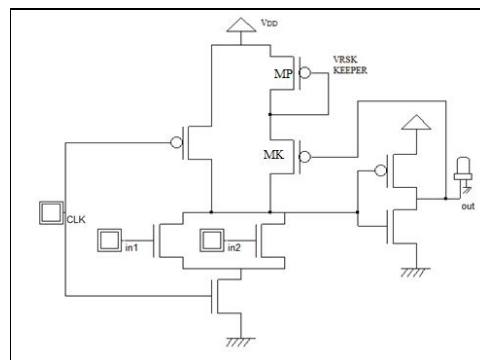 VDD
VRSK
KEEPER
MP
MK
CLK
in1
in2
out